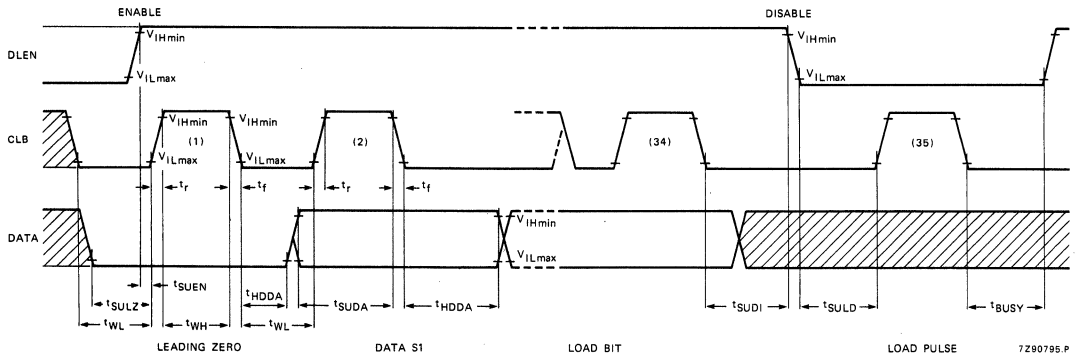 ENABLE DISABLE
DLEN VIHmin VIHmin
VILmax VILmax
CLB VIHmin (1) VIHmin (2) (34) (35)
VILmax VILmax
tr tf tr tf
DATA VIHmin
VILmax
tSUEN
tSULZ tHDDA tSUDA tHDDA tSUDI tSULD tBUSY
tWL tWH tWL
LEADING ZERO DATA S1 LOAD BIT LOAD PULSE 7Z90795.P